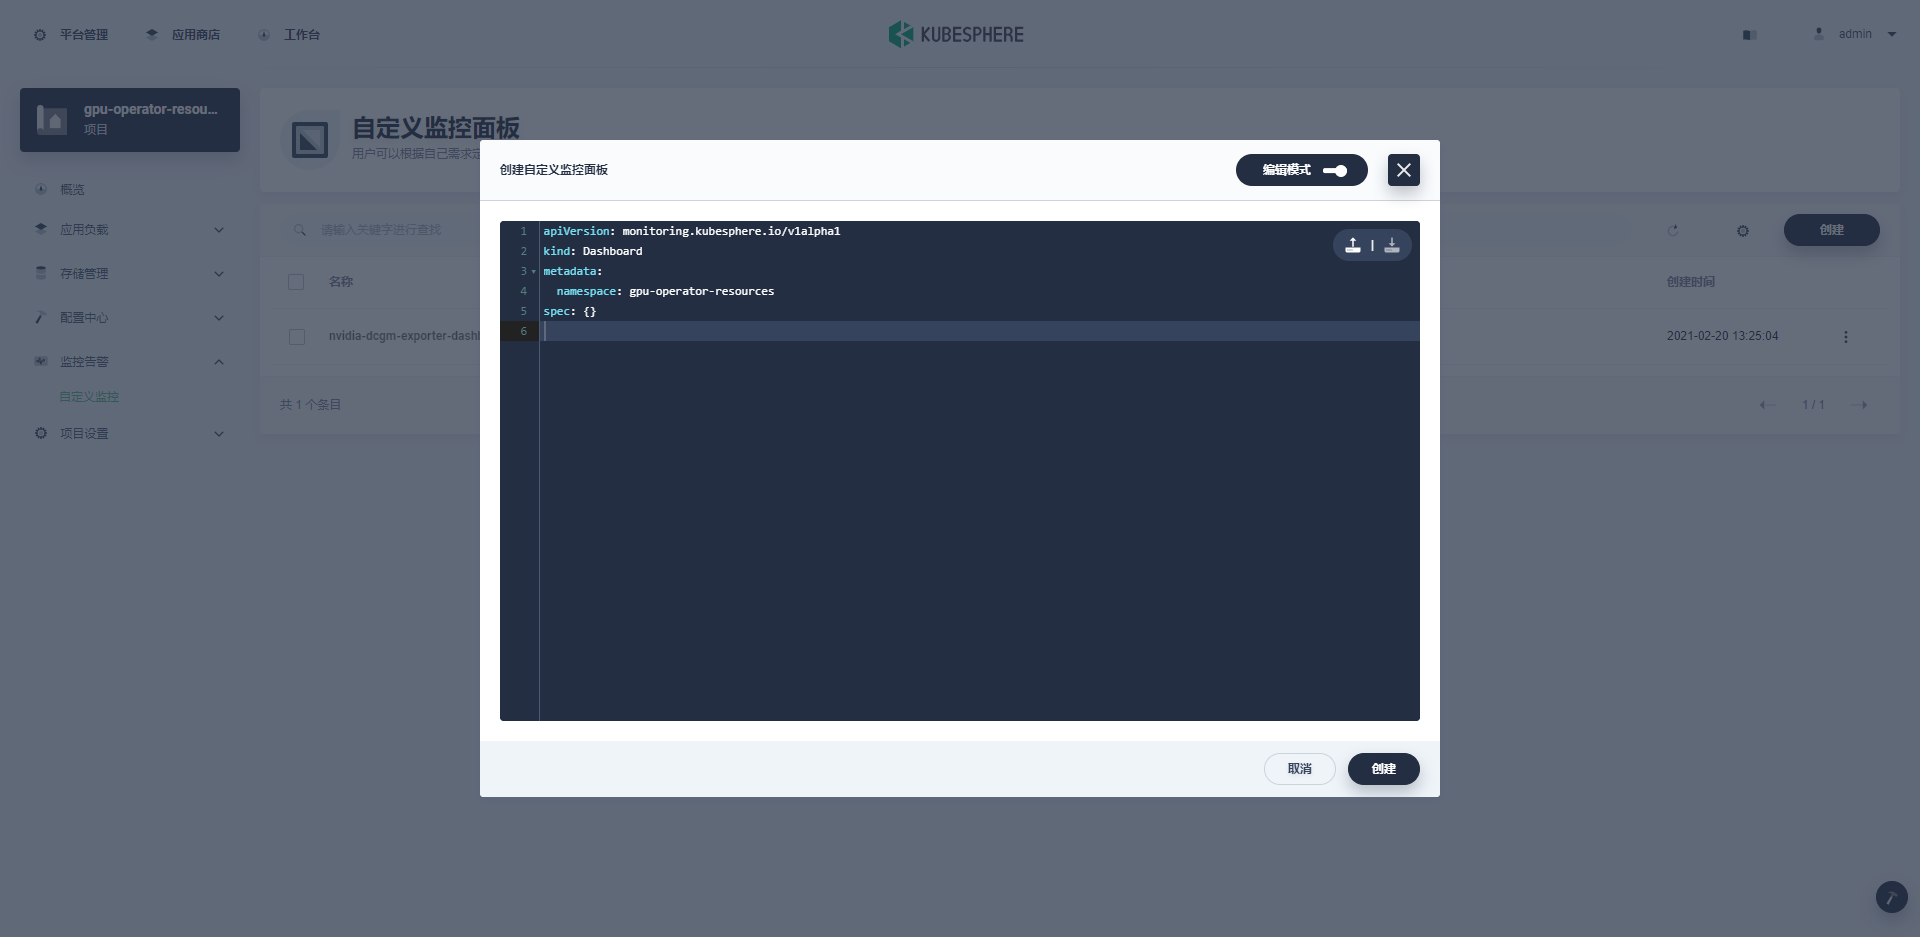 平台管理
应用商店
工作台
KUBESPHERE
admin
gpu-operator-resou...
项目
概览
应用负载
存储管理
配置中心
监控告警
自定义监控
项目设置
自定义监控面板
用户可以根据自己需求定
请输入关键字进行查找
创建
名称
创建时间
nvidia-dcgm-exporter-dash
2021-02-20 13:25:04
共 1 个条目
1 / 1
创建自定义监控面板
编辑模式
1 apiVersion: monitoring.kubesphere.io/v1alpha1
2 kind: Dashboard
3 metadata:
4 namespace: gpu-operator-resources
5 spec: {}
6
取消
创建